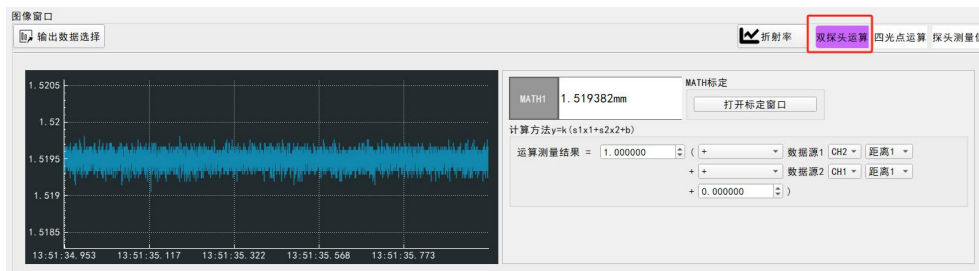 图像窗口
输出数据选择 折射率 双探头运算 四光点运算 探头测量
1.5205
1.52
1.5195
1.519
1.5185
13:51:34.953 13:51:35.117 13:51:35.322 13:51:35.568 13:51:35.773
MATH1 1.519382mm
MATH标定
打开标定窗口
计算方法y=k(s1x1+s2x2+b)
运算测量结果 = 1.000000 ( + 数据源1 CH2 距离1
+ + 数据源2 CH1 距离1
+ 0.000000 )